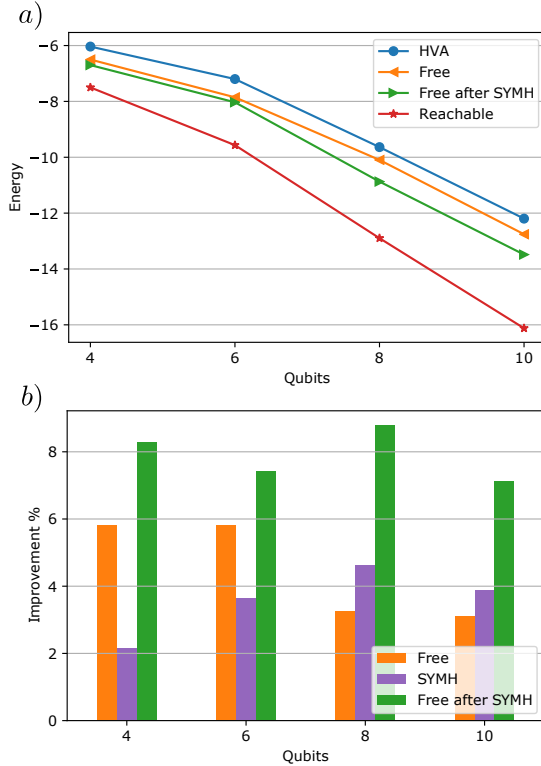 a)
−6
−8
−10
−12
−14
−16
Energy
HVA
Free
Free after SYMH
Reachable
4 6 8 10
Qubits
b)
8
6
4
2
0
Improvement %
Free
SYMH
Free after SYMH
4 6 8 10
Qubits